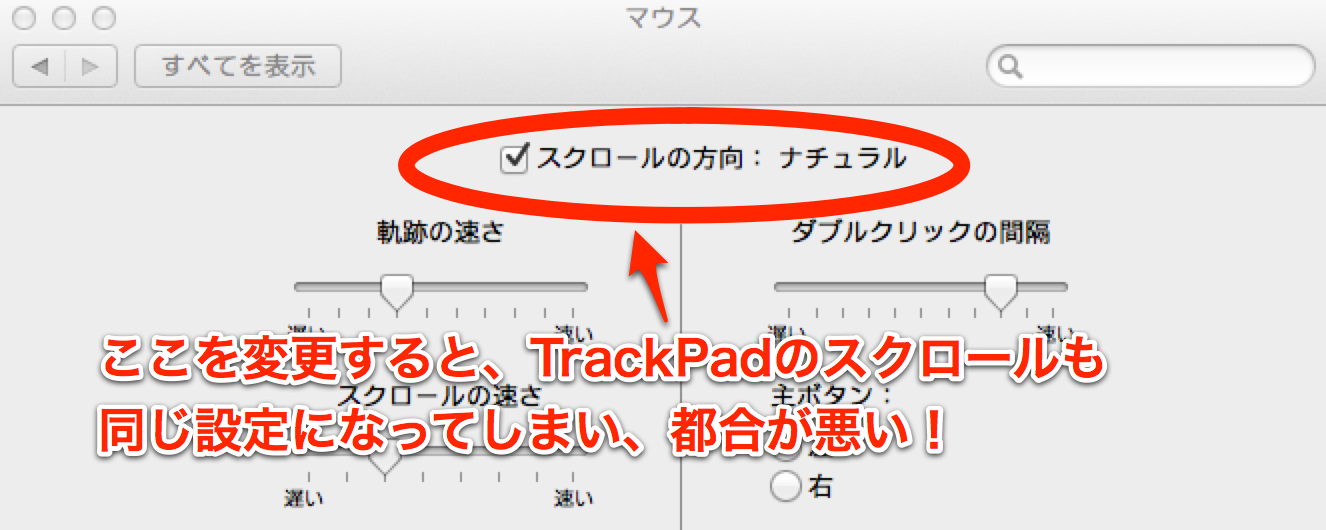 マウス
すべてを表示
スクロールの方向： ナチュラル
軌跡の速さ
ダブルクリックの間隔
遅い 速い
遅い 速い
ここを変更すると、TrackPadのスクロールも
スクロールの速さ
主ボタン：
同じ設定になってしまい、都合が悪い！
右
遅い 速い